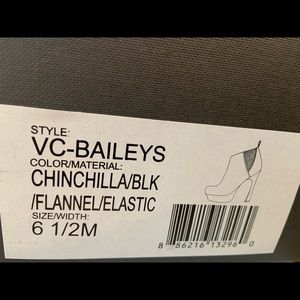 STYLE:
VC-BAILEYS
COLOR/MATERIAL:
CHINCHILLA/BLK
/FLANNEL/ELASTIC
SIZE/WIDTH:
6 1/2M
8 86216 13296 0